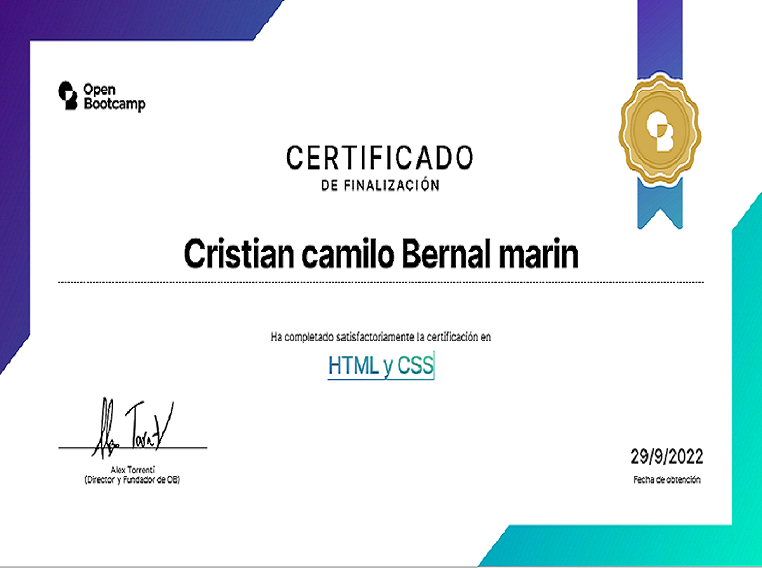 Open
Bootcamp
CERTIFICADO
DE FINALIZACIÓN
Cristian camilo Bernal marin
Ha completado satisfactoriamente la certificación en
HTML y CSS
Alex Torrenti
(Director y Fundador de OB)
29/9/2022
Fecha de obtención